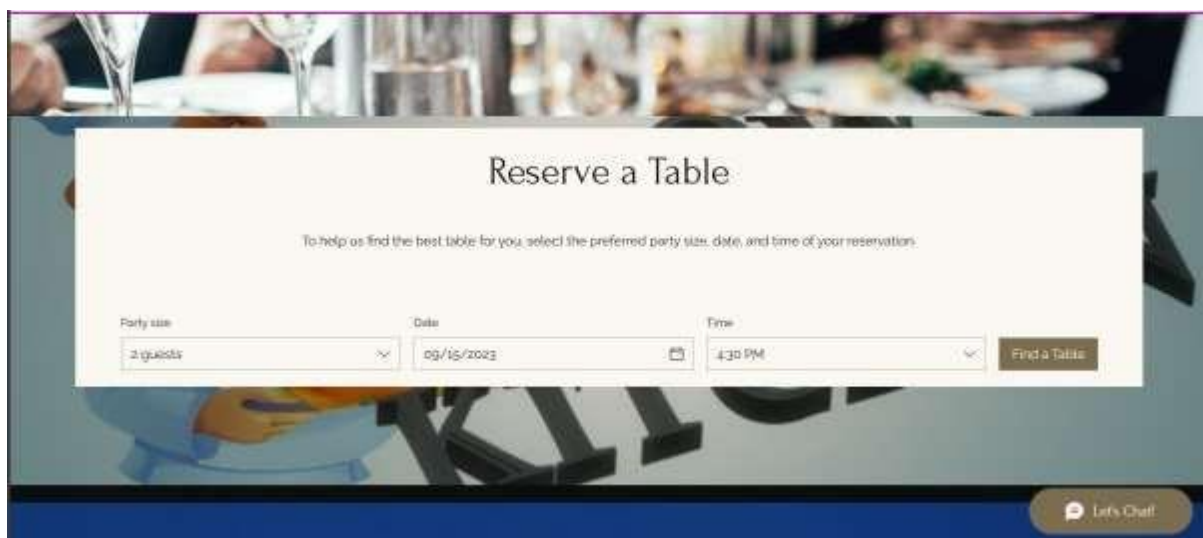 Reserve a Table
To help us find the best table for you, select the preferred party size, date, and time of your reservation.
Party size
Date
Time
2 guests
09/15/2023
4:30 PM
Find a Table
Let's Chat!